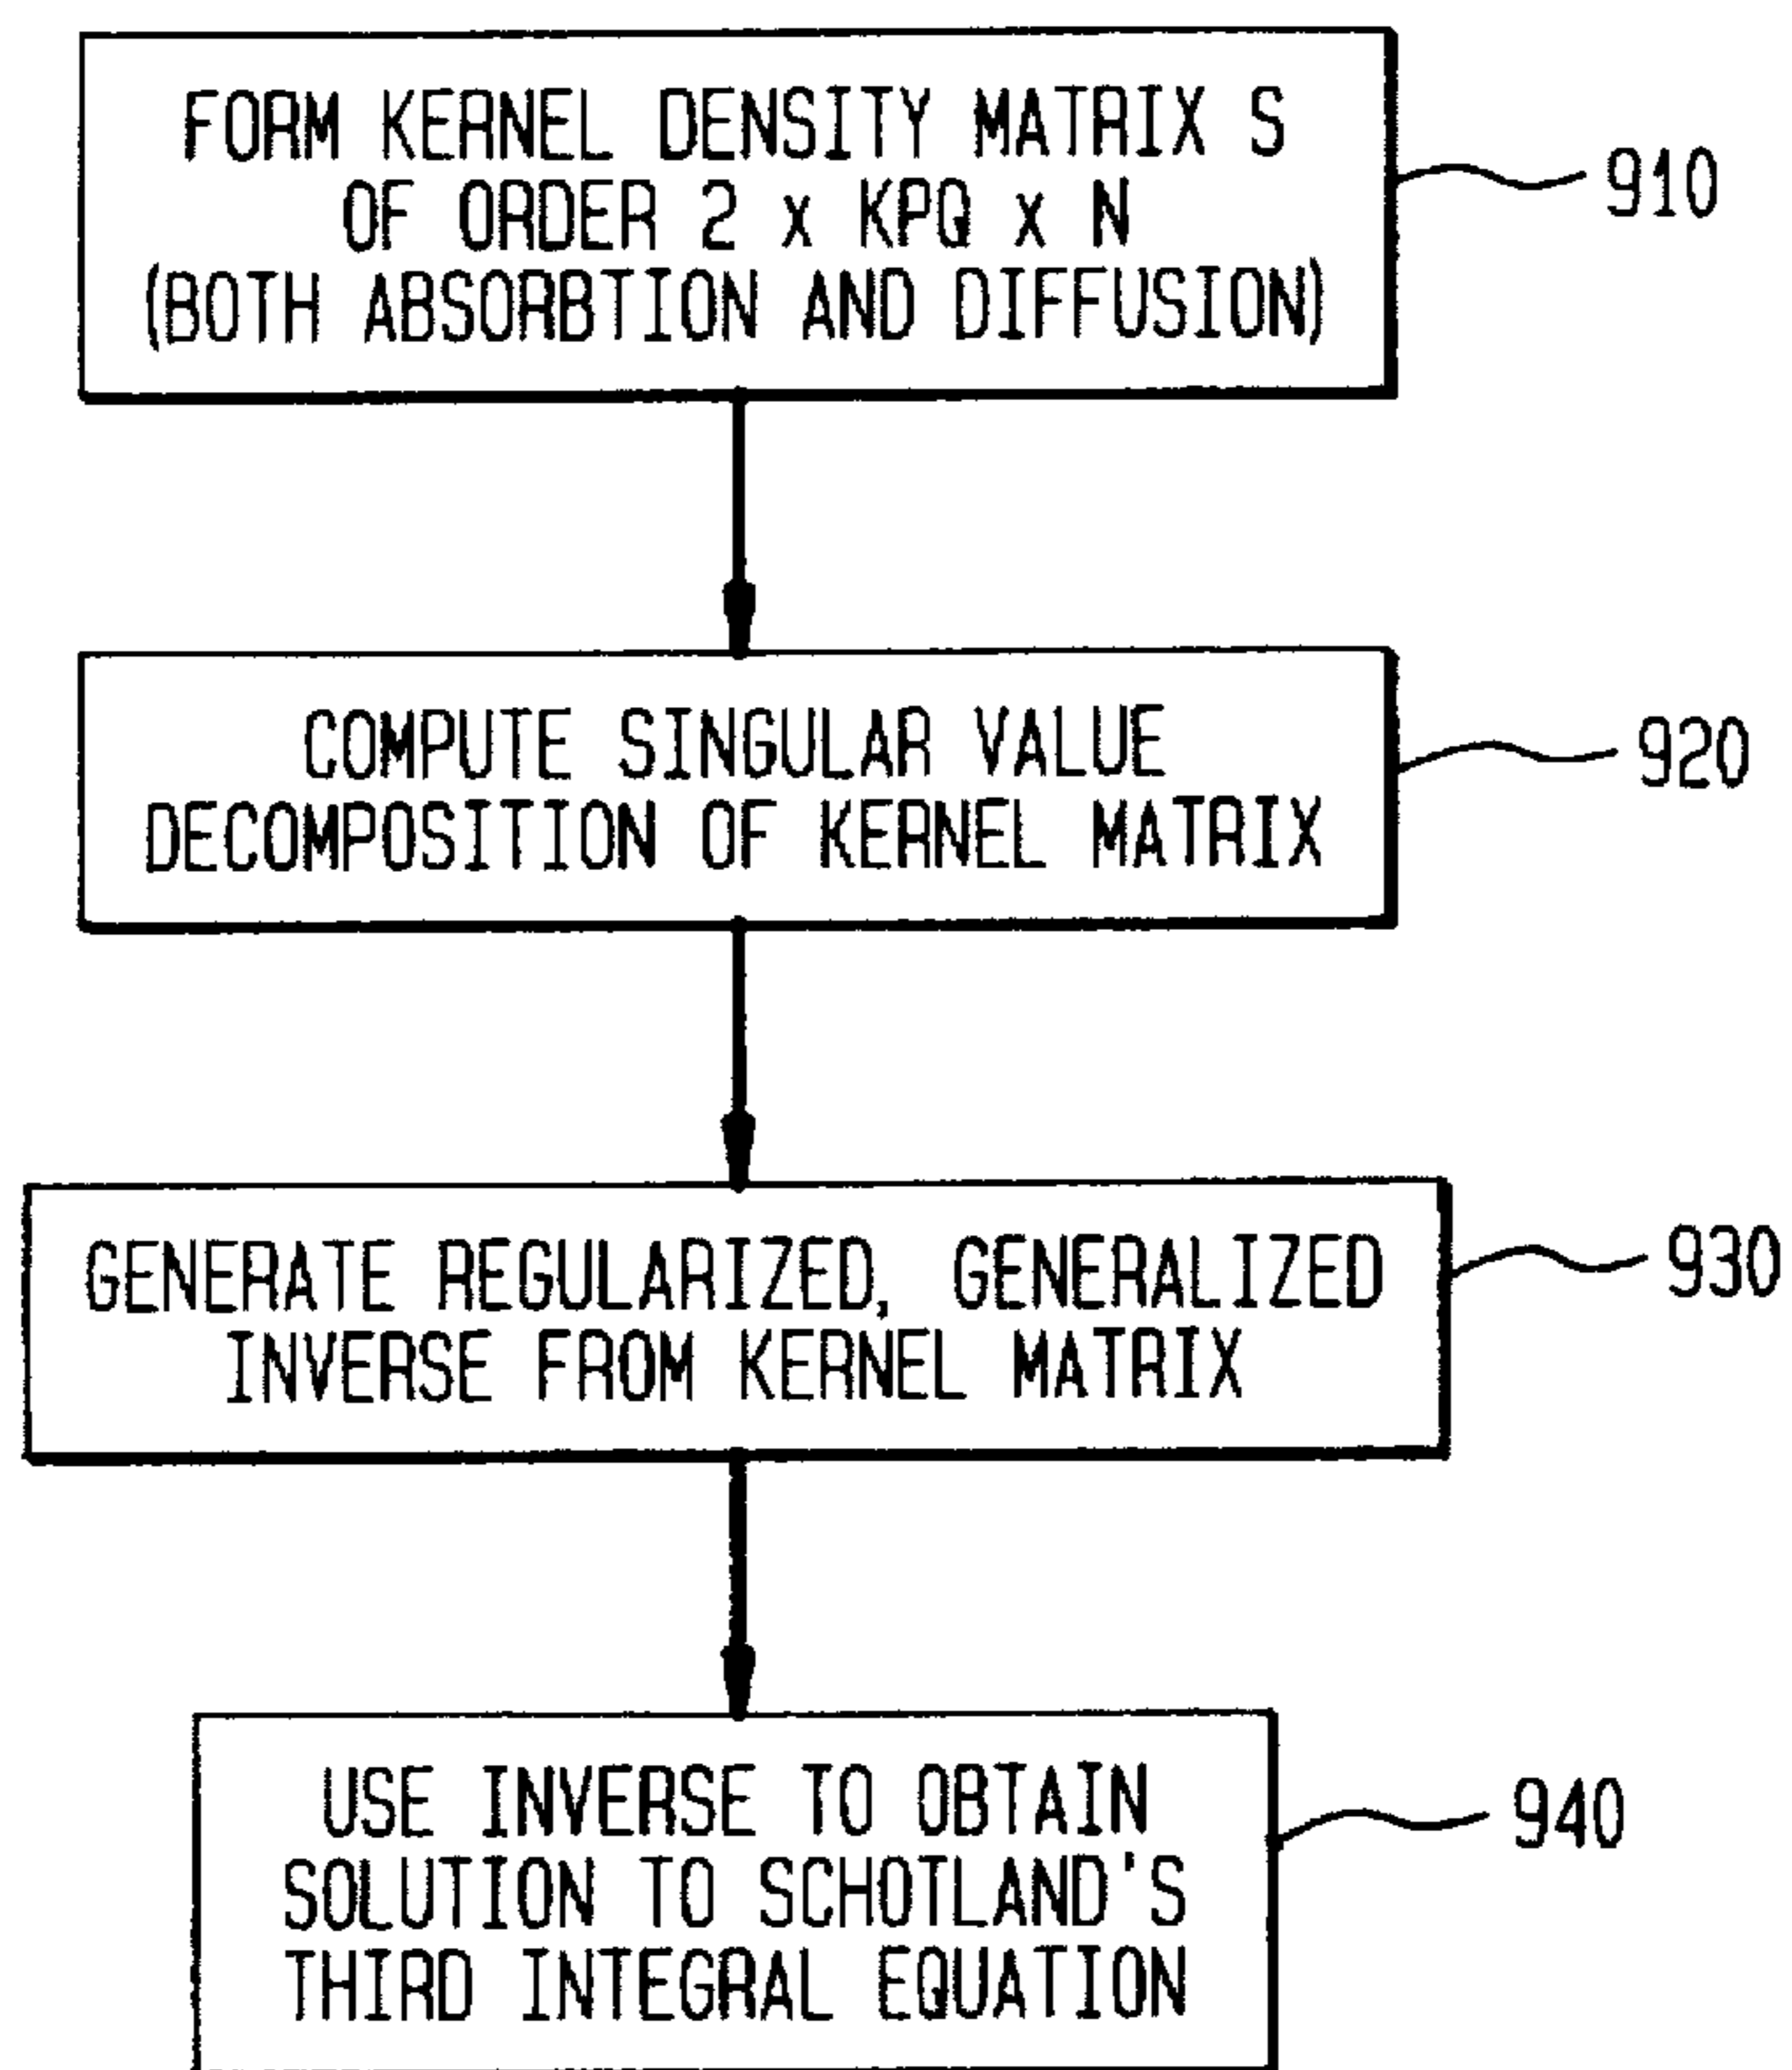 FORM KERNEL DENSITY MATRIX S
OF ORDER 2 x KPQ x N
(BOTH ABSORBTION AND DIFFUSION)
910
COMPUTE SINGULAR VALUE
DECOMPOSITION OF KERNEL MATRIX
920
GENERATE REGULARIZED, GENERALIZED
INVERSE FROM KERNEL MATRIX
930
USE INVERSE TO OBTAIN
SOLUTION TO SCHOTLAND'S
THIRD INTEGRAL EQUATION
940